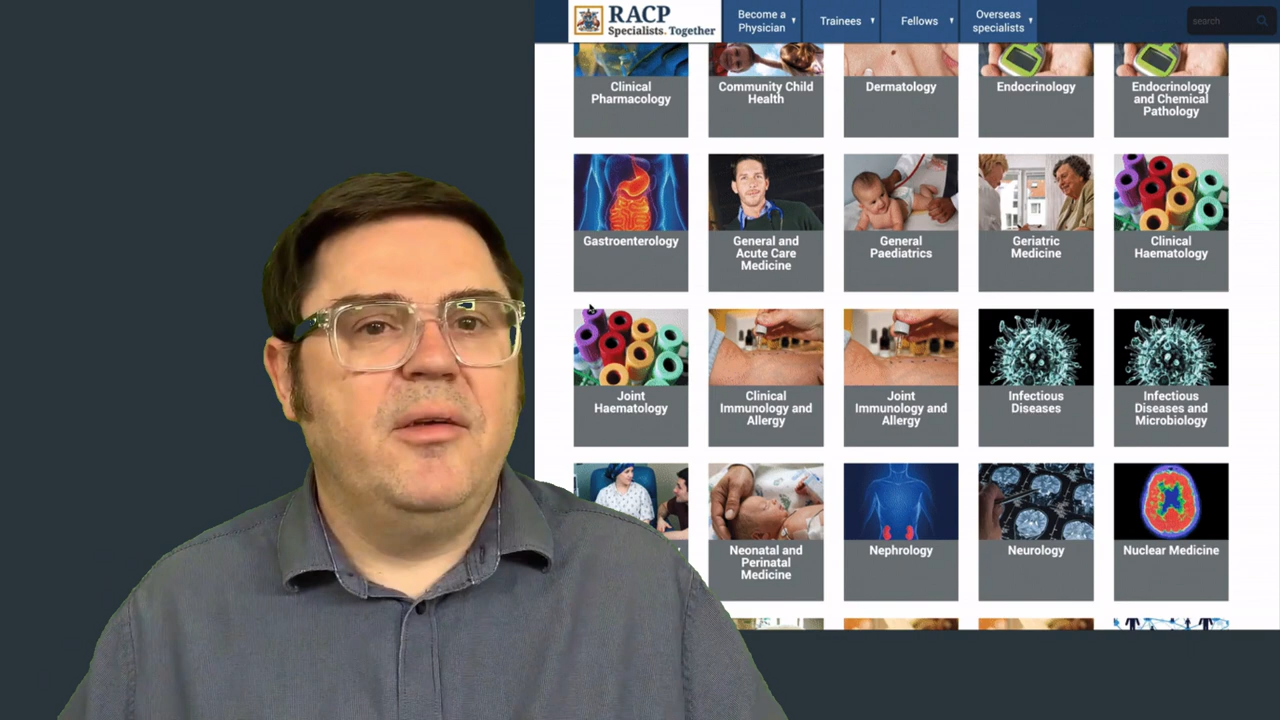 RACP
Specialists. Together
Become a
Physician
Trainees
Fellows
Overseas
specialists
search
Clinical
Pharmacology
Community Child
Health
Dermatology
Endocrinology
Endocrinology
and Chemical
Pathology
Gastroenterology
General and
Acute Care
Medicine
General
Paediatrics
Geriatric
Medicine
Clinical
Haematology
Joint
Haematology
Clinical
Immunology and
Allergy
Joint
Immunology and
Allergy
Infectious
Diseases
Infectious
Diseases and
Microbiology
Neonatal and
Perinatal
Medicine
Nephrology
Neurology
Nuclear Medicine